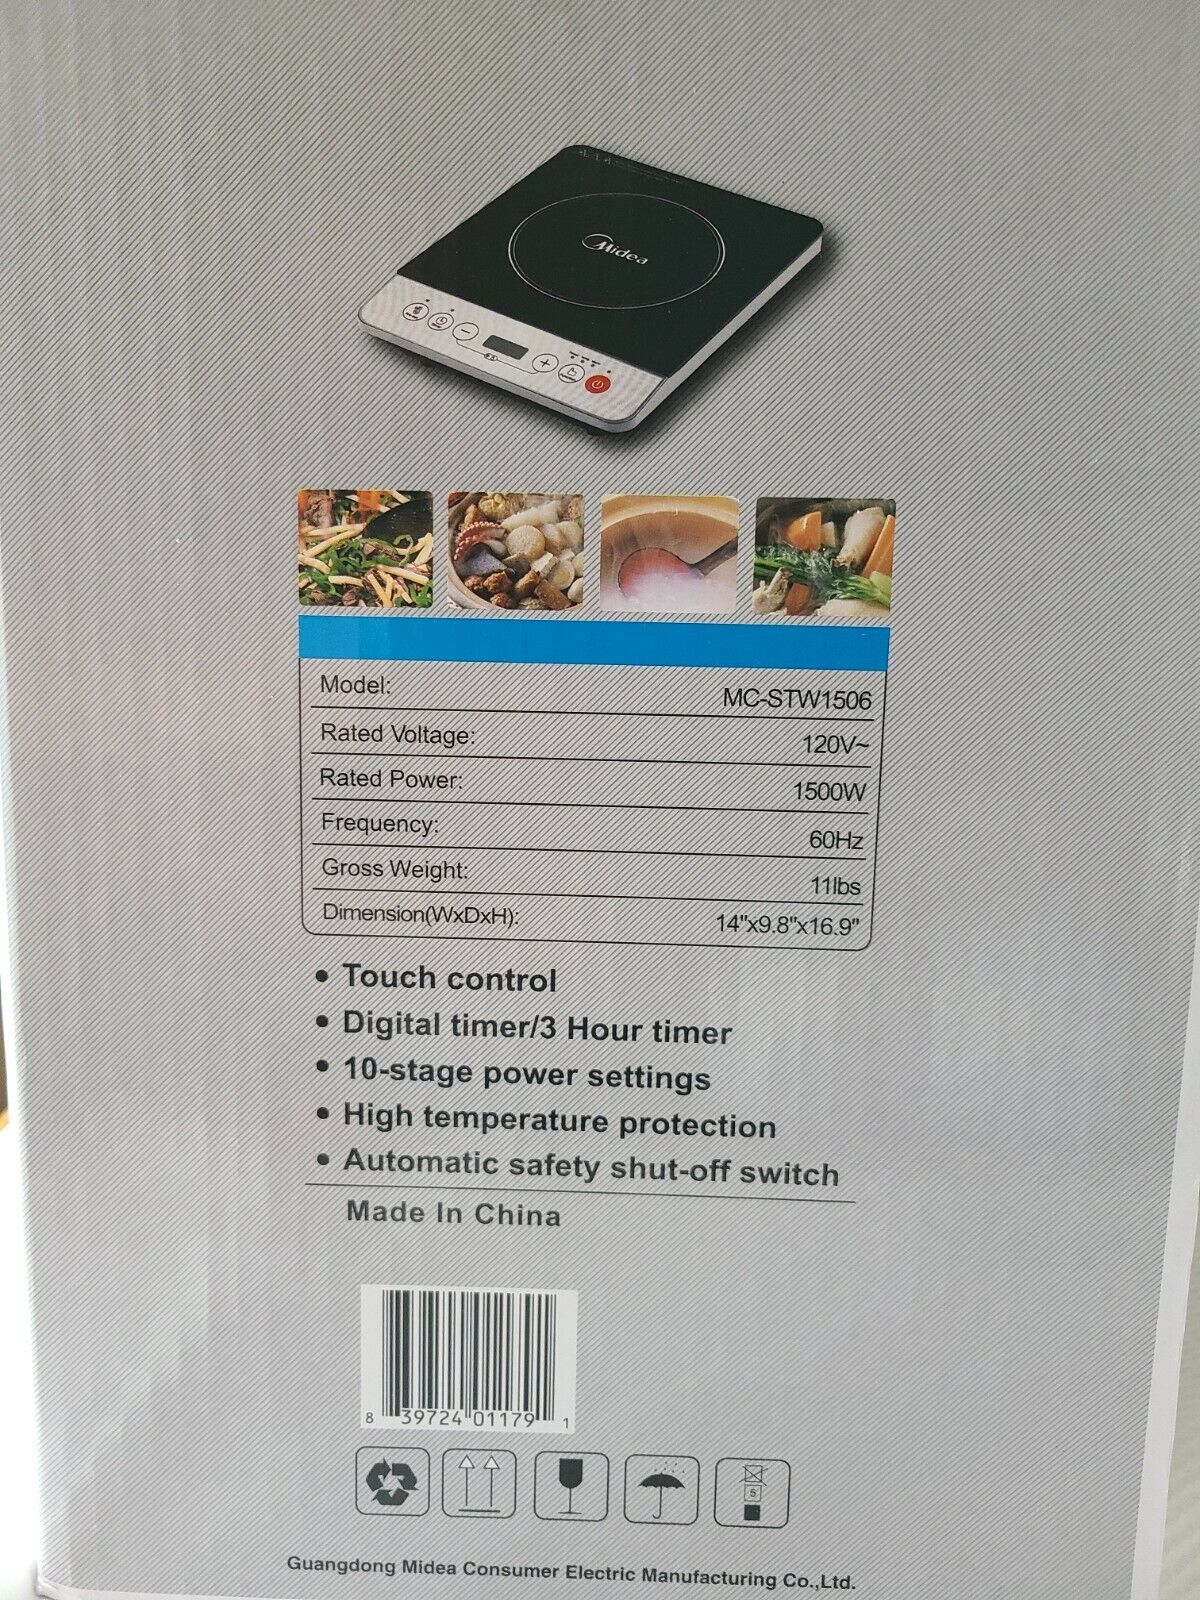 Midea
Model: MC-STW1506
Rated Voltage: 120V~
Rated Power: 1500W
Frequency: 60Hz
Gross Weight: 11lbs
Dimension(WxDxH): 14"x9.8"x16.9"
• Touch control
• Digital timer/3 Hour timer
• 10-stage power settings
• High temperature protection
• Automatic safety shut-off switch
Made In China
8 39724 01179 1
5
Guangdong Midea Consumer Electric Manufacturing Co.,Ltd.